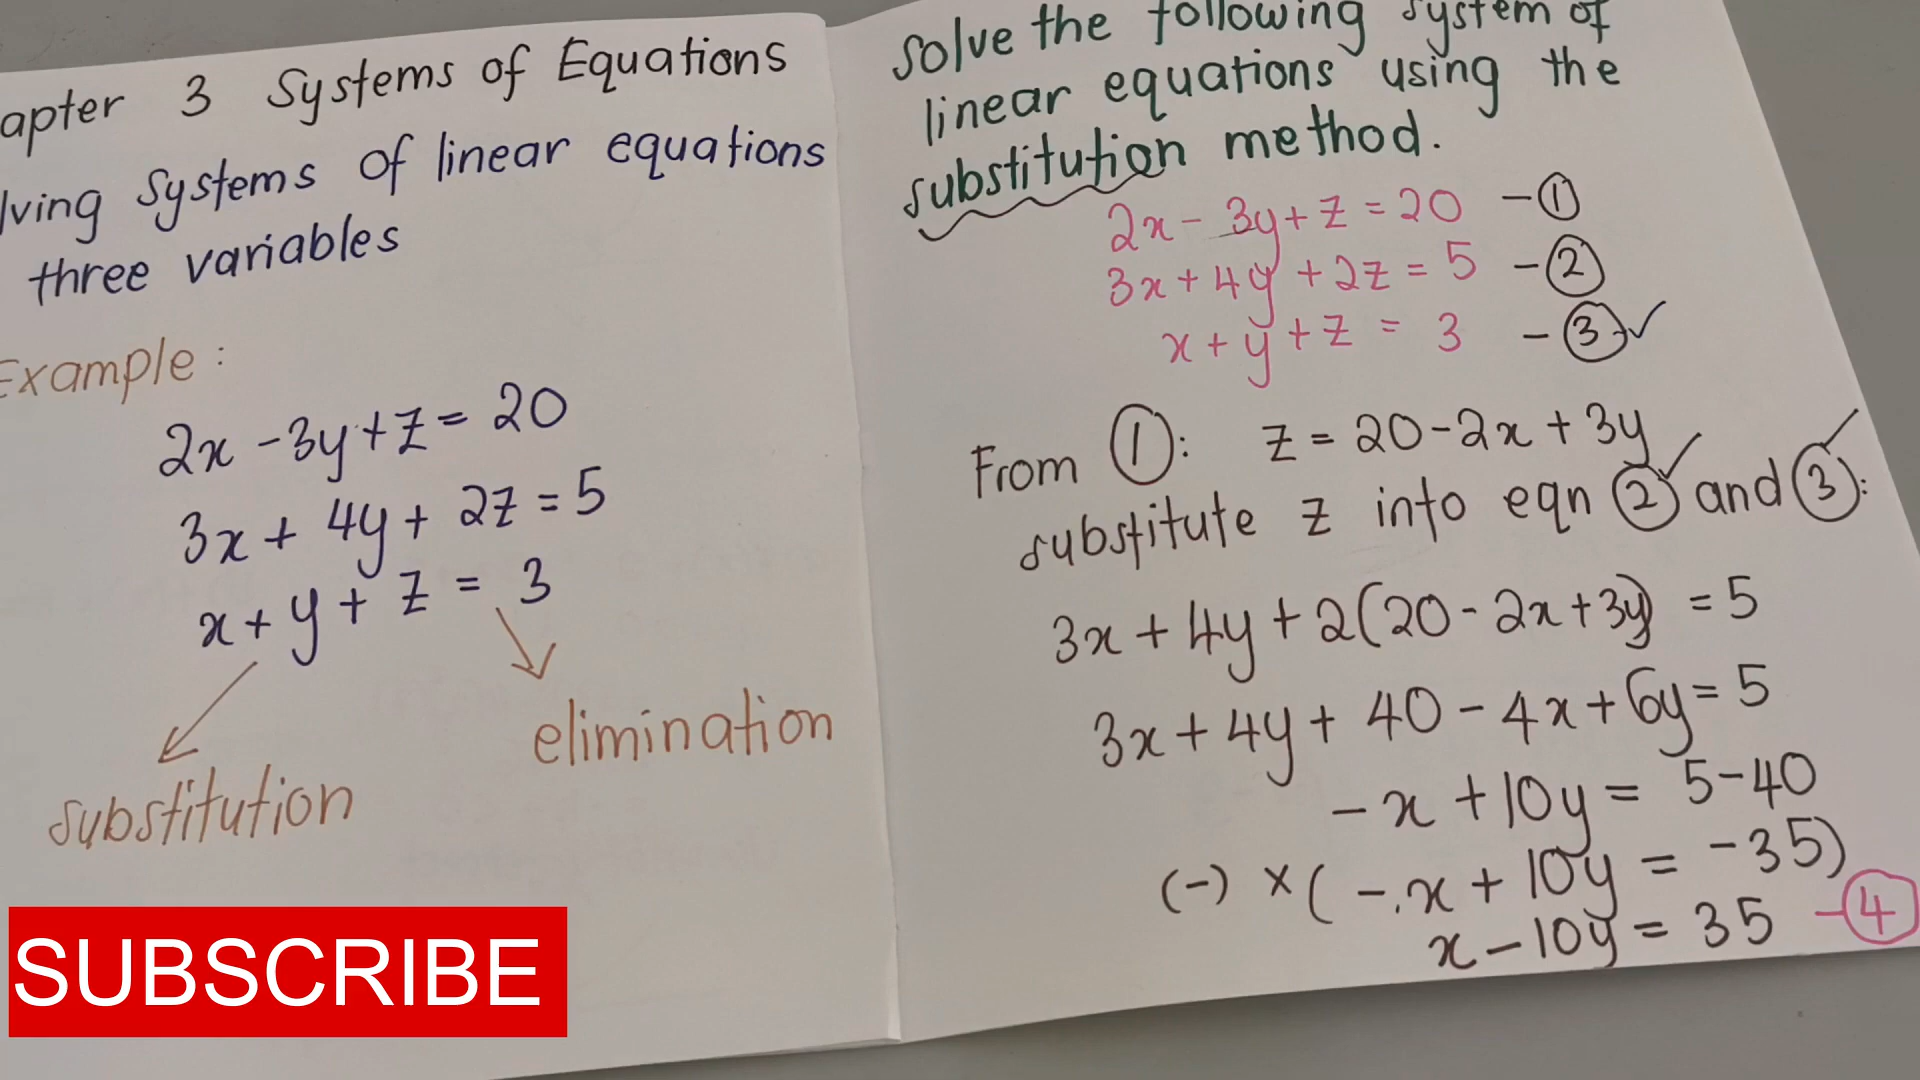 apter 3 Systems of Equations
lving systems of linear equations
three variables
Example:
2x - 3y + z = 20
3x + 4y + 2z = 5
x + y + z = 3
substitution
elimination
SUBSCRIBE
solve the following system of
linear equations using the
substitution method.
2x - 3y + z = 20 - ①
3x + 4y + 2z = 5 - ②
x + y + z = 3 - ③ ✓
From ①: z = 20 - 2x + 3y
substitute z into eqn ② ✓ and ③ ✓:
3x + 4y + 2(20 - 2x + 3y) = 5
3x + 4y + 40 - 4x + 6y = 5
-x + 10y = 5 - 40
(-) × (-x + 10y = -35)
x - 10y = 35 - ④